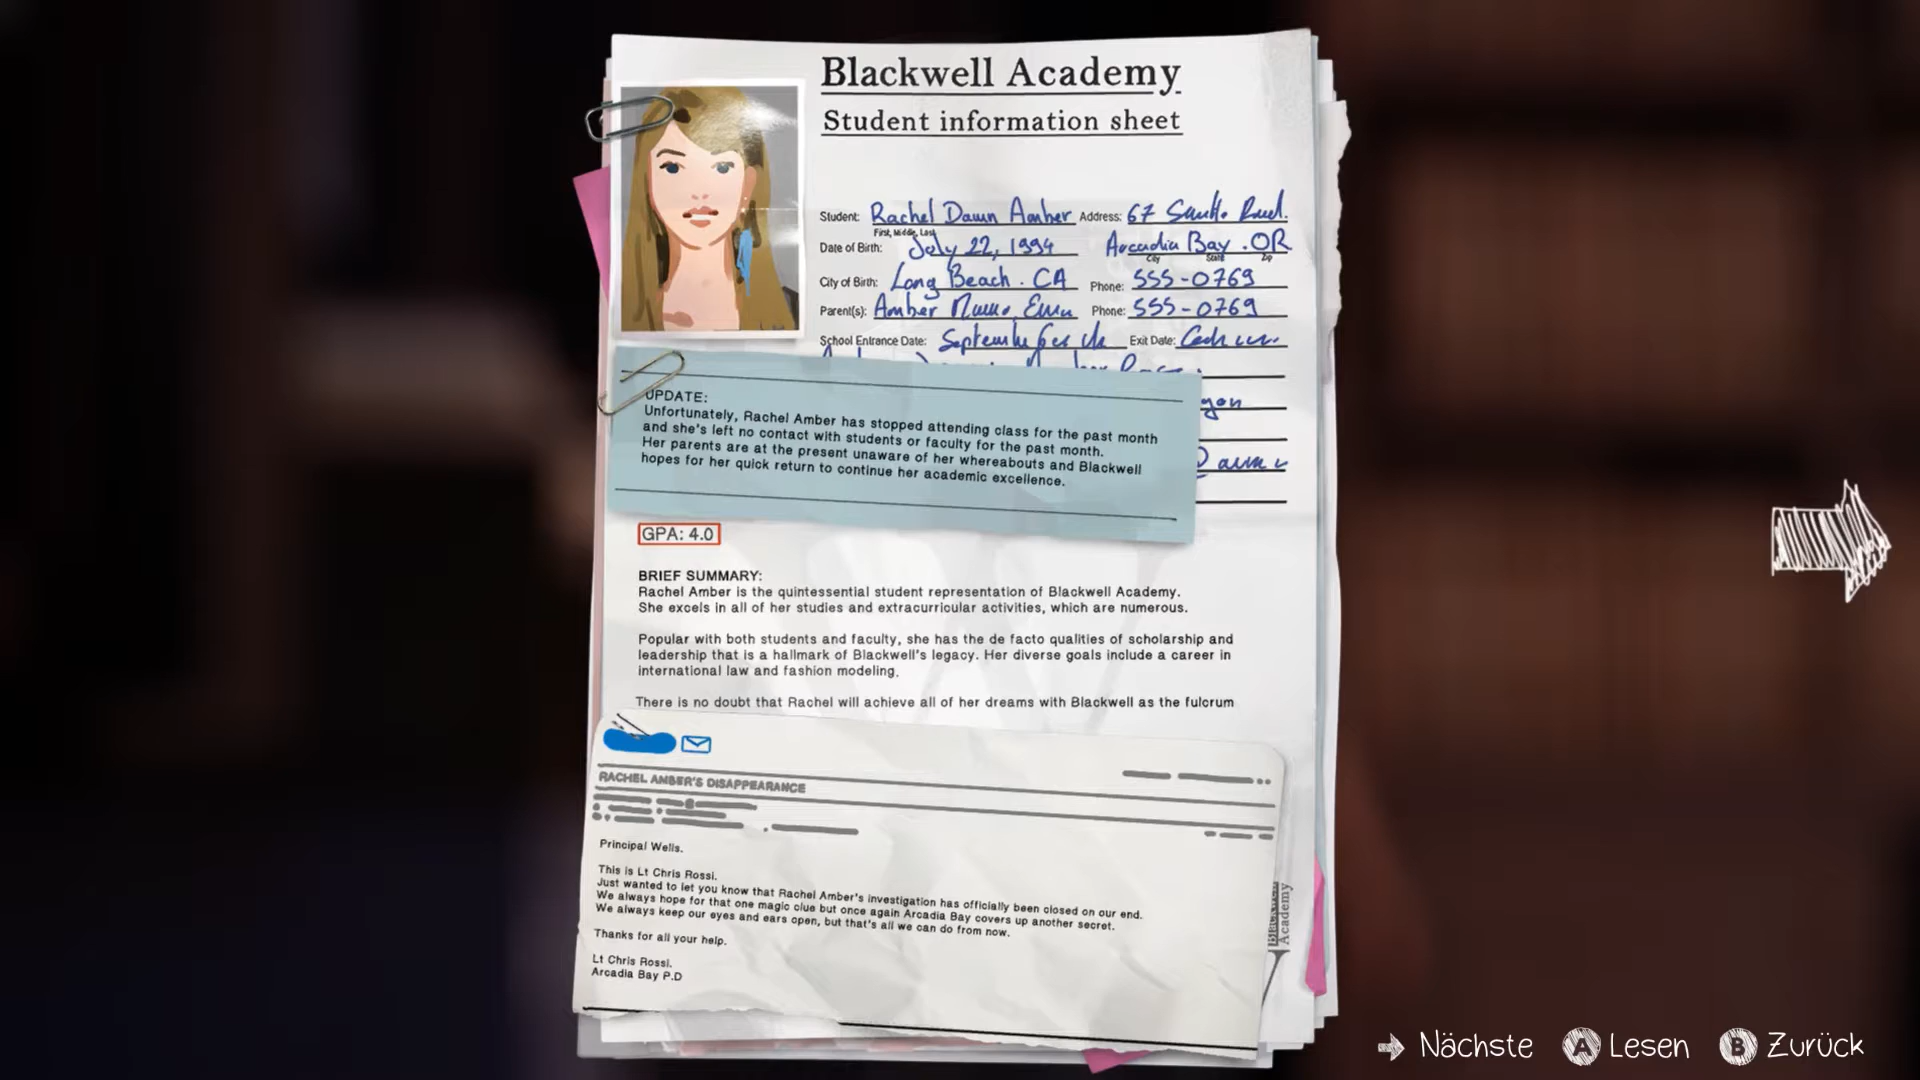 Blackwell Academy
Student information sheet
Student: Rachel Dawn Amber Address: 67
First, Middle, Last
Date of Birth: July 22, 1994 Arcadia Bay . OR
City State Zip
City of Birth: Long Beach . CA Phone: 555-0769
Parent(s): Amber Phone: 555-0769
School Entrance Date: Exit Date:
UPDATE:
Unfortunately, Rachel Amber has stopped attending class for the past month
and she's left no contact with students or faculty for the past month.
Her parents are at the present unaware of her whereabouts and Blackwell
hopes for her quick return to continue her academic excellence.
GPA: 4.0
BRIEF SUMMARY:
Rachel Amber is the quintessential student representation of Blackwell Academy.
She excels in all of her studies and extracurricular activities, which are numerous.
Popular with both students and faculty, she has the de facto qualities of scholarship and
leadership that is a hallmark of Blackwell's legacy. Her diverse goals include a career in
international law and fashion modeling.
There is no doubt that Rachel will achieve all of her dreams with Blackwell as the fulcrum
RACHEL AMBER'S DISAPPEARANCE
Principal Wells.
This is Lt Chris Rossi.
Just wanted to let you know that Rachel Amber's investigation has officially been closed on our end.
We always hope for that one magic clue but once again Arcadia Bay covers up another secret.
We always keep our eyes and ears open, but that's all we can do from now.
Thanks for all your help.
Lt Chris Rossi.
Arcadia Bay P.D
Blackwell
Academy
Nächste A Lesen B Zurück